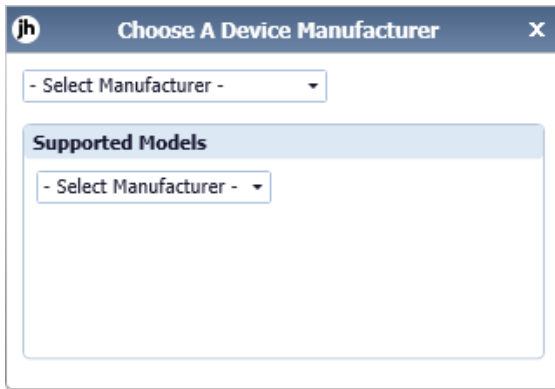 jh Choose A Device Manufacturer X
- Select Manufacturer -
Supported Models
- Select Manufacturer -